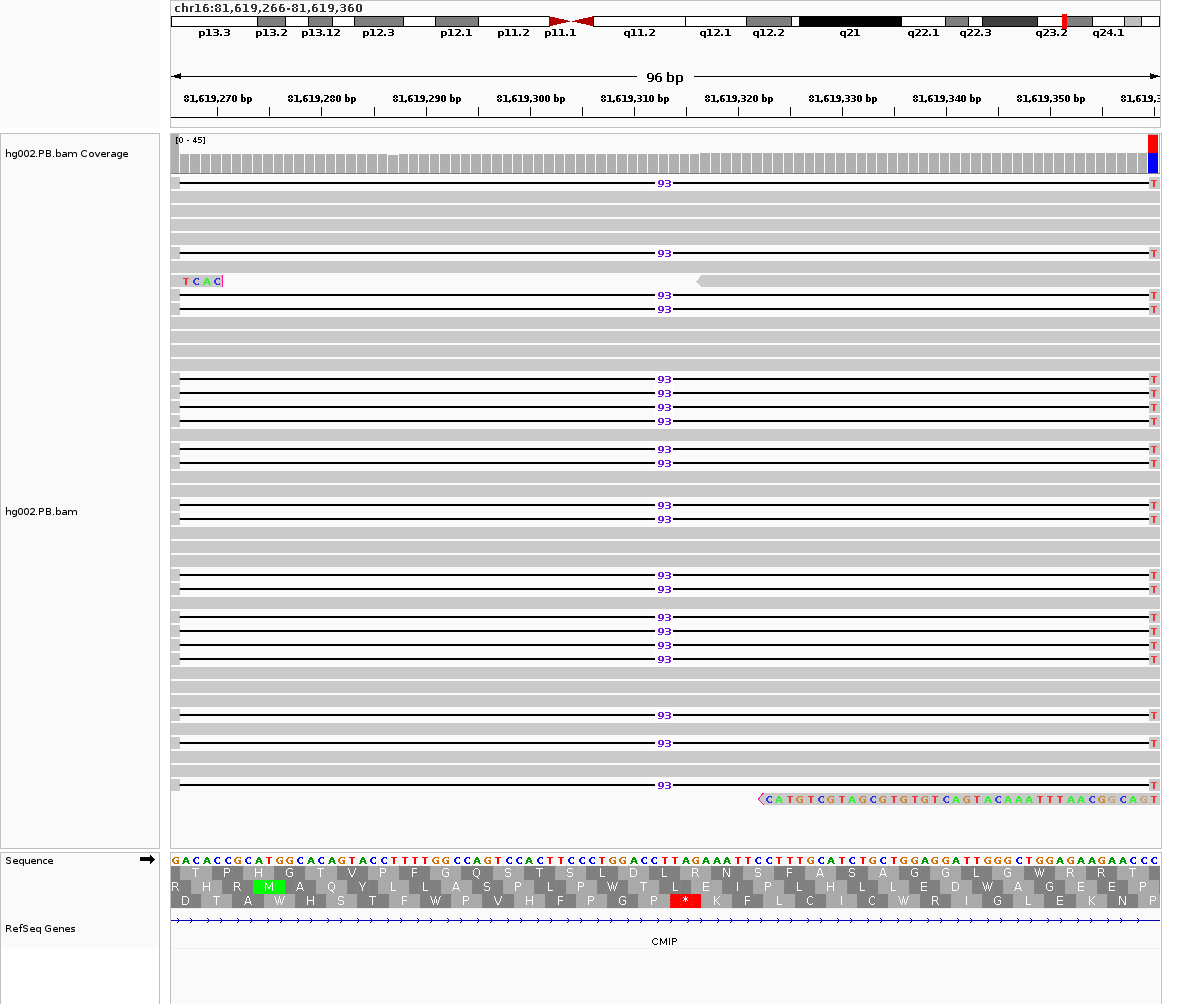 chr16:81,619,266-81,619,360
p13.3 p13.2 p13.12 p12.3 p12.1 p11.2 p11.1 q11.2 q12.1 q12.2 q21 q22.1 q22.3 q23.2 q24.1
96 bp
81,619,270 bp 81,619,280 bp 81,619,290 bp 81,619,300 bp 81,619,310 bp 81,619,320 bp 81,619,330 bp 81,619,340 bp 81,619,350 bp 81,619,3
[0 - 45]
hg002.PB.bam Coverage
93 T
93 T
TCAC
93 T
93 T
93 T
93 T
93 T
93 T
93 T
93 T
93 T
hg002.PB.bam
93 T
93 T
93 T
93 T
93 T
93 T
93 T
93 T
93 T
93 T
CATGTCGTAGCGTGTGTCAGTACAAATTTAACGGCAGT
Sequence GACACCGCATGGCACAGTACCTTTTGGCCAGTCCACTTCCCTGGACCTTAGAAATTCCTTTGCATCTGCTGGAGGATTGGGCTGGAGAAGAACCC
T P H G T V P F G Q S T S L D L R N S F A S A G G L G W R R T
R H R M A Q Y L L A S P L P W T L E I P L H L L E D W A G E E P
D T A W H S T F W P V H F P G P * K F L C I C W R I G L E K N P
RefSeq Genes
CMIP